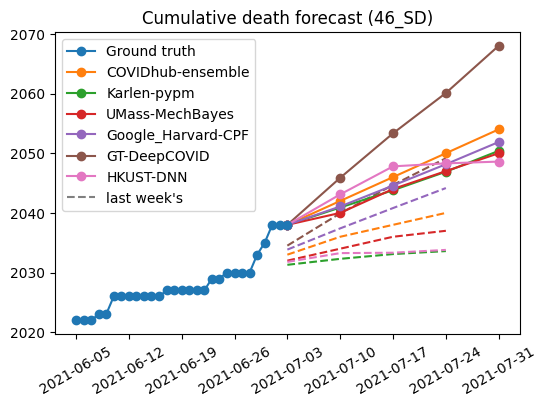 Cumulative death forecast (46_SD)
2070
2060
2050
2040
2030
2020
Ground truth
COVIDhub-ensemble
Karlen-pypm
UMass-MechBayes
Google_Harvard-CPF
GT-DeepCOVID
HKUST-DNN
last week's
2021-06-05
2021-06-12
2021-06-19
2021-06-26
2021-07-03
2021-07-10
2021-07-17
2021-07-24
2021-07-31